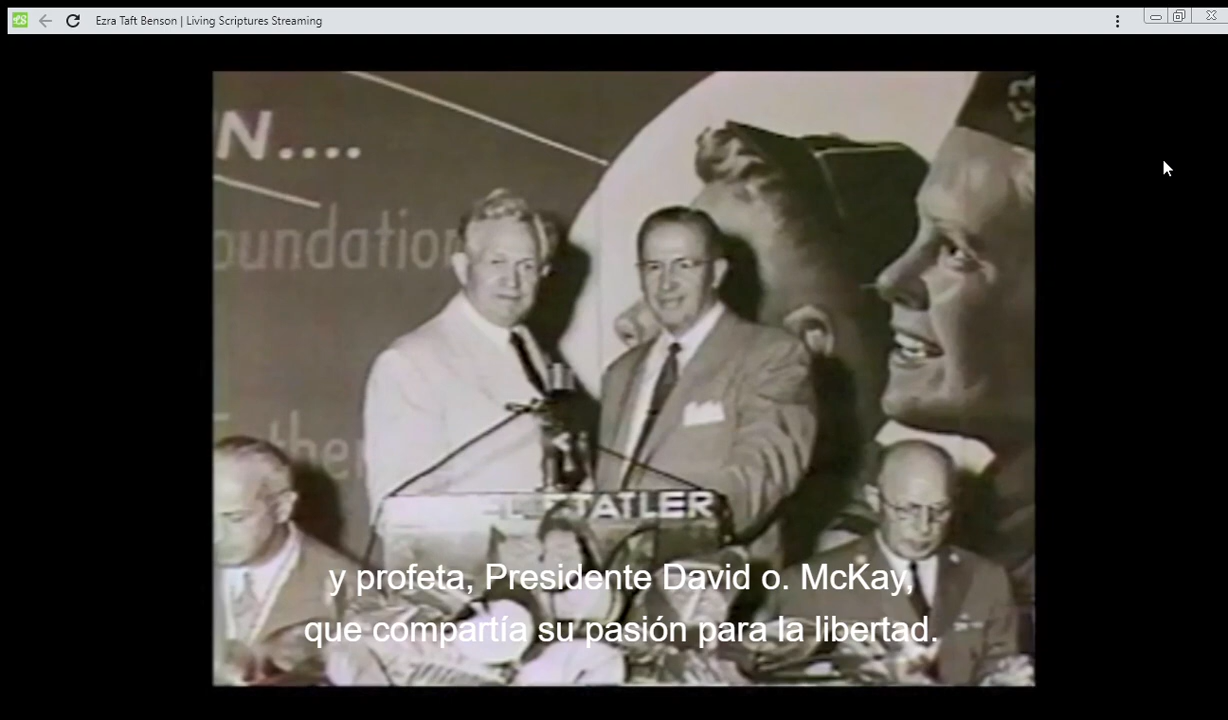 Ezra Taft Benson | Living Scriptures Streaming
N....
oundation
TATLER
y profeta, Presidente David o. McKay,
que compartía su pasión para la libertad.